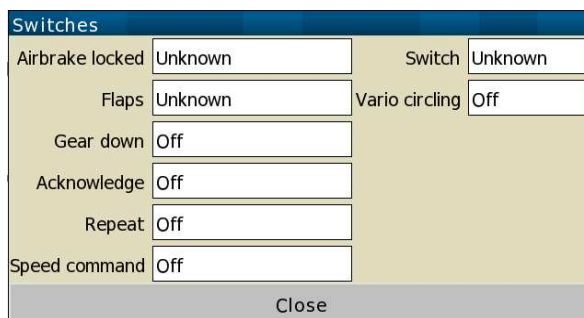 Switches
Airbrake locked Unknown Switch Unknown
Flaps Unknown Vario circling Off
Gear down Off
Acknowledge Off
Repeat Off
Speed command Off
Close